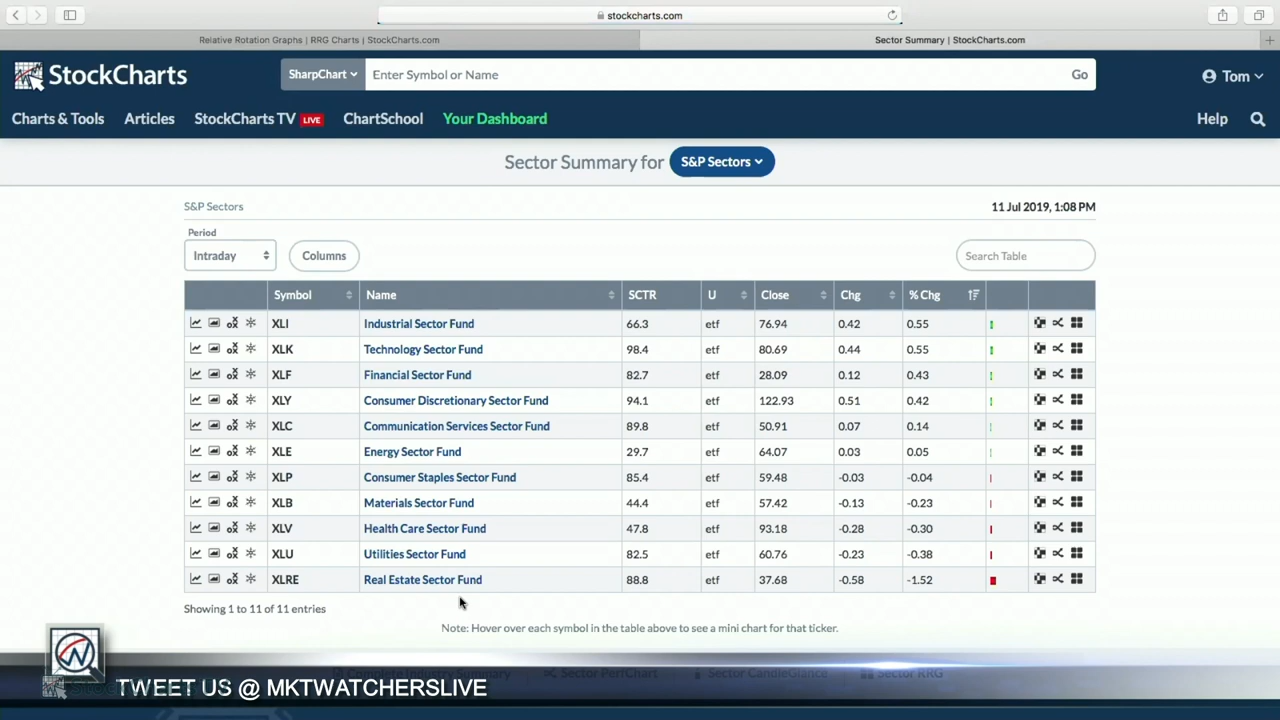 stockcharts.com
Relative Rotation Graphs | RRG Charts | StockCharts.com
Sector Summary | StockCharts.com
StockCharts
SharpChart
Enter Symbol or Name
Go
Tom
Charts & Tools
Articles
StockCharts TV LIVE
ChartSchool
Your Dashboard
Help
Sector Summary for S&P Sectors
S&P Sectors
11 Jul 2019, 1:08 PM
Period
Intraday
Columns
Search Table
Symbol Name SCTR U Close Chg % Chg
XLI Industrial Sector Fund 66.3 etf 76.94 0.42 0.55
XLK Technology Sector Fund 98.4 etf 80.69 0.44 0.55
XLF Financial Sector Fund 82.7 etf 28.09 0.12 0.43
XLY Consumer Discretionary Sector Fund 94.1 etf 122.93 0.51 0.42
XLC Communication Services Sector Fund 89.8 etf 50.91 0.07 0.14
XLE Energy Sector Fund 29.7 etf 64.07 0.03 0.05
XLP Consumer Staples Sector Fund 85.4 etf 59.48 -0.03 -0.04
XLB Materials Sector Fund 44.4 etf 57.42 -0.13 -0.23
XLV Health Care Sector Fund 47.8 etf 93.18 -0.28 -0.30
XLU Utilities Sector Fund 82.5 etf 60.76 -0.23 -0.38
XLRE Real Estate Sector Fund 88.8 etf 37.68 -0.58 -1.52
Showing 1 to 11 of 11 entries
Note: Hover over each symbol in the table above to see a mini chart for that ticker.
Complete Industry Summary
Sector PerfChart
Sector CandleGlance
Sector RRG
TWEET US @ MKTWATCHERSLIVE